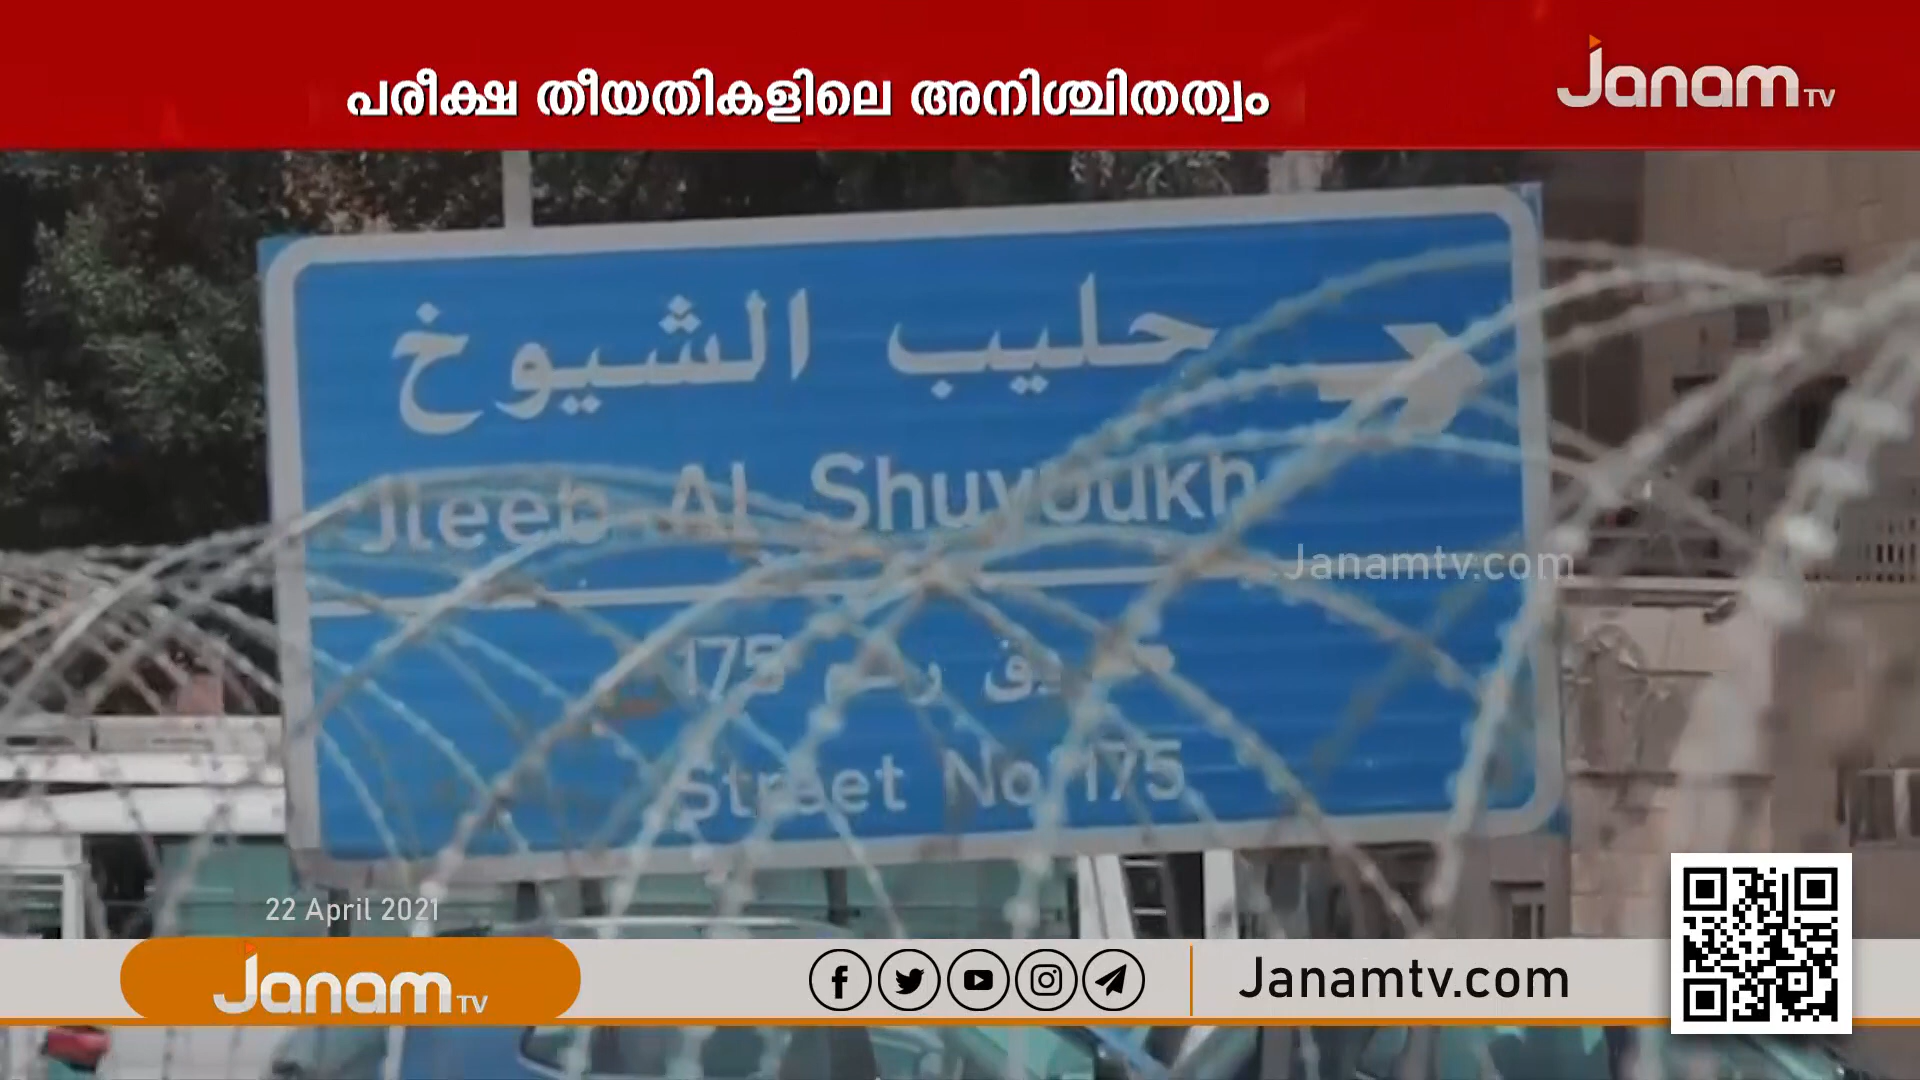 പരീക്ഷ തീയതികളിലെ അനിശ്ചിതത്വം
Janam TV
جليب الشيوخ
Jleeb Al Shuyoukh
Janamtv.com
175
Street No 175
22 April 2021
Janam TV
Janamtv.com